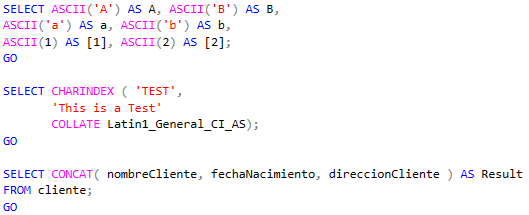 SELECT ASCII('A') AS A, ASCII('B') AS B,
ASCII('a') AS a, ASCII('b') AS b,
ASCII(1) AS [1], ASCII(2) AS [2];
GO
SELECT CHARINDEX ( 'TEST',
'This is a Test'
COLLATE Latin1_General_CI_AS);
GO
SELECT CONCAT( nombreCliente, fechaNacimiento, direccionCliente ) AS Result
FROM cliente;
GO